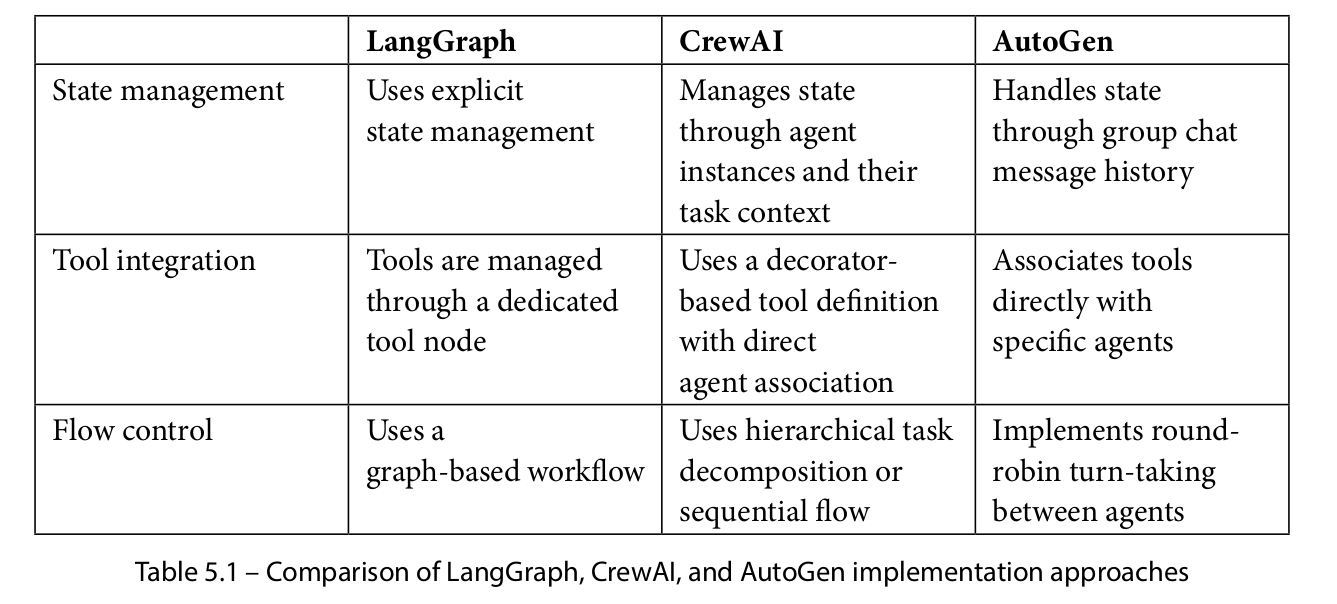 LangGraph CrewAI AutoGen
State management
Uses explicit
state management
Manages state
through agent
instances and their
task context
Handles state
through group chat
message history
Tool integration
Tools are managed
through a dedicated
tool node
Uses a decorator-
based tool definition
with direct
agent association
Associates tools
directly with
specific agents
Flow control
Uses a
graph-based workflow
Uses hierarchical task
decomposition or
sequential flow
Implements round-
robin turn-taking
between agents
Table 5.1 – Comparison of LangGraph, CrewAI, and AutoGen implementation approaches